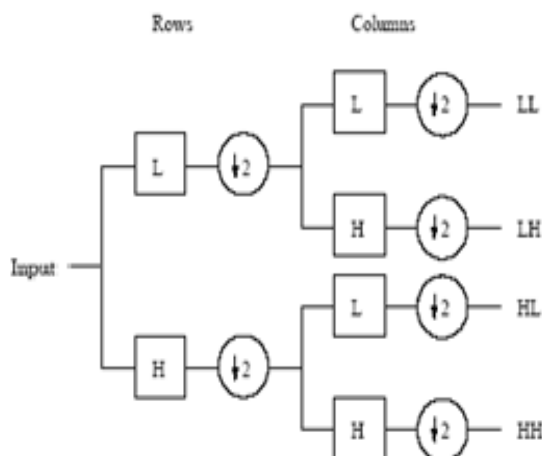 Rows Columns
L ↓2 LL
L ↓2
H ↓2 LH
Input
L ↓2 HL
H ↓2
H ↓2 HH